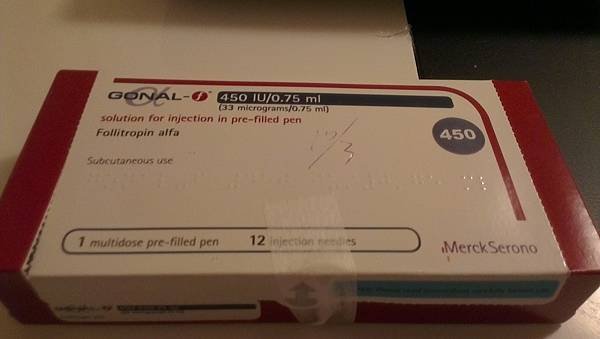 GONAL-f 450 IU/0.75 ml
(33 micrograms/0.75 ml)
solution for injection in pre-filled pen
Follitropin alfa
450
Subcutaneous use
1 multidose pre-filled pen 12 injection needles
MerckSerono